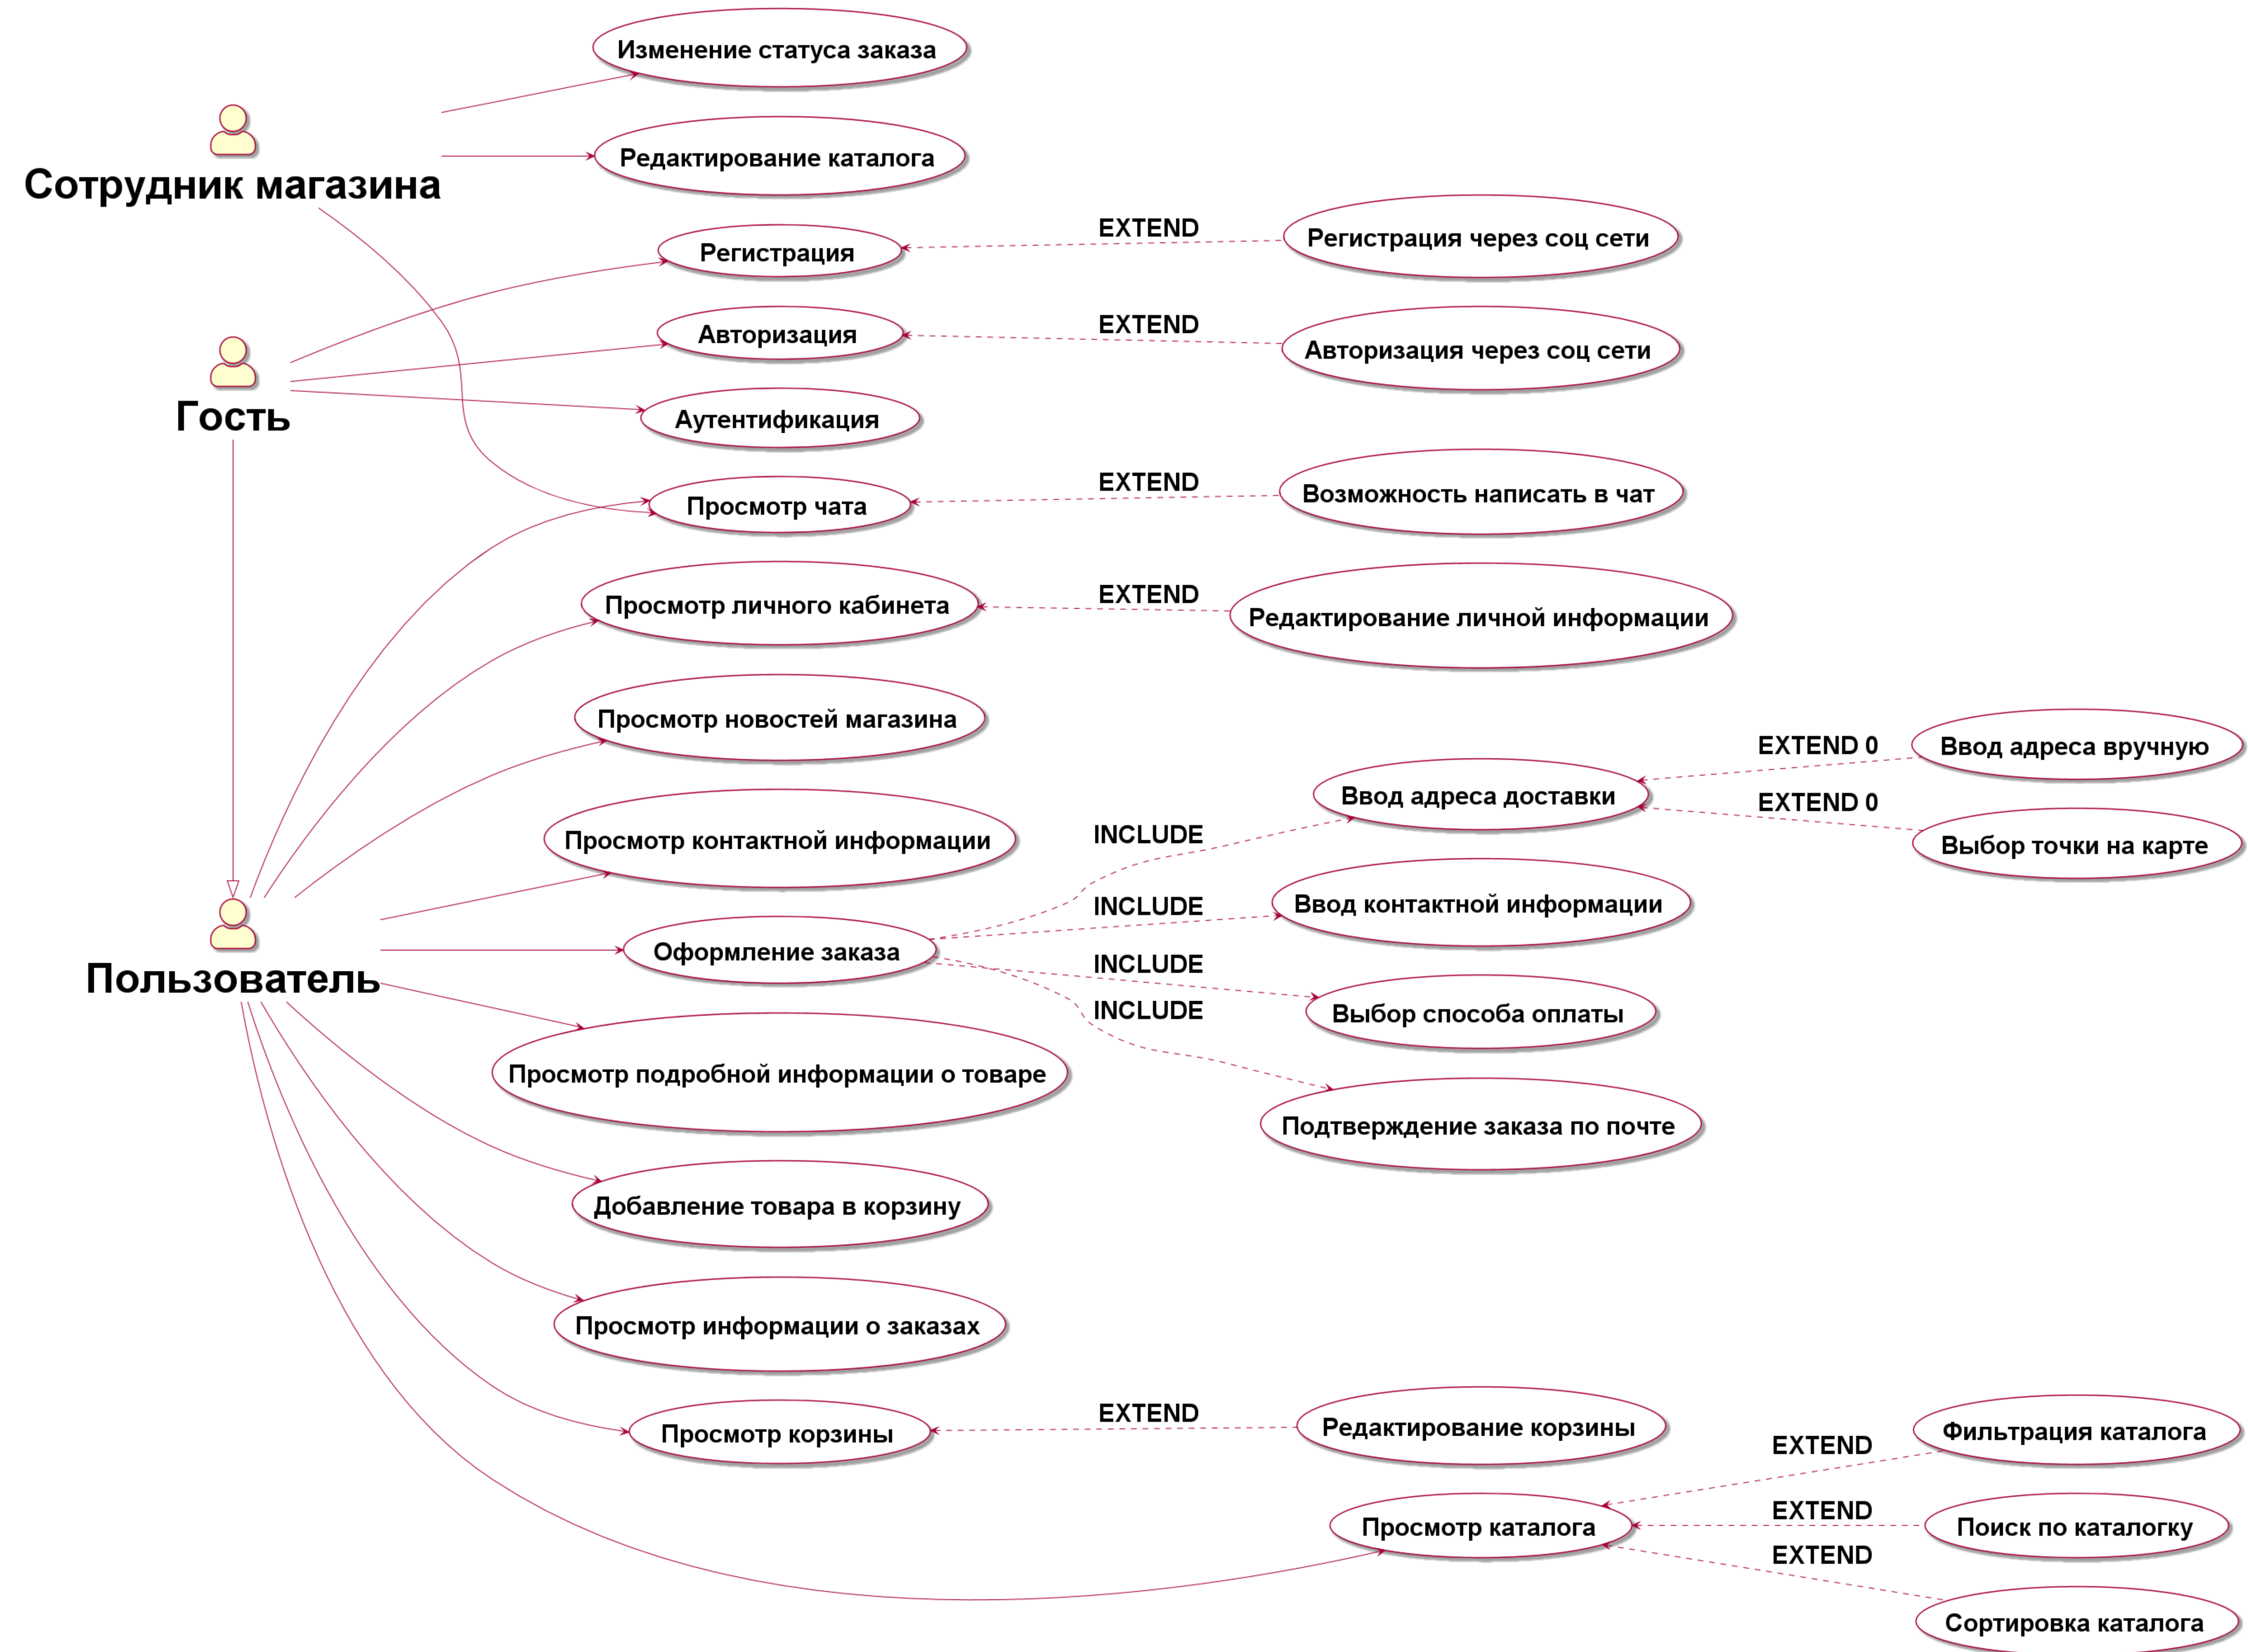 Изменение статуса заказа
Редактирование каталога
Сотрудник магазина
EXTEND
Регистрация
Регистрация через соц сети
EXTEND
Авторизация
Авторизация через соц сети
Гость
Аутентификация
EXTEND
Просмотр чата
Возможность написать в чат
EXTEND
Просмотр личного кабинета
Редактирование личной информации
Просмотр новостей магазина
EXTEND 0
Ввод адреса вручную
Ввод адреса доставки
EXTEND 0
Выбор точки на карте
INCLUDE
Просмотр контактной информации
INCLUDE
Ввод контактной информации
Оформление заказа
INCLUDE
Пользователь
INCLUDE
Выбор способа оплаты
Просмотр подробной информации о товаре
Подтверждение заказа по почте
Добавление товара в корзину
Просмотр информации о заказах
EXTEND
Просмотр корзины
Редактирование корзины
EXTEND
Фильтрация каталога
Просмотр каталога
EXTEND
Поиск по каталогку
EXTEND
Сортировка каталога